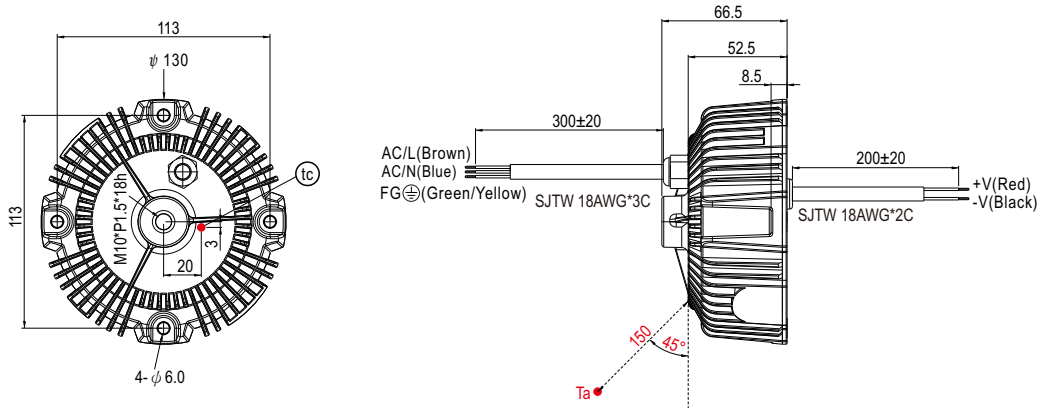 113
ψ 130
113
M10*P1.5*18h
tc
3
20
4-ϕ 6.0
66.5
52.5
8.5
300±20
AC/L(Brown)
AC/N(Blue)
FG⏚(Green/Yellow)
SJTW 18AWG*3C
200±20
+V(Red)
-V(Black)
SJTW 18AWG*2C
150
45°
Ta